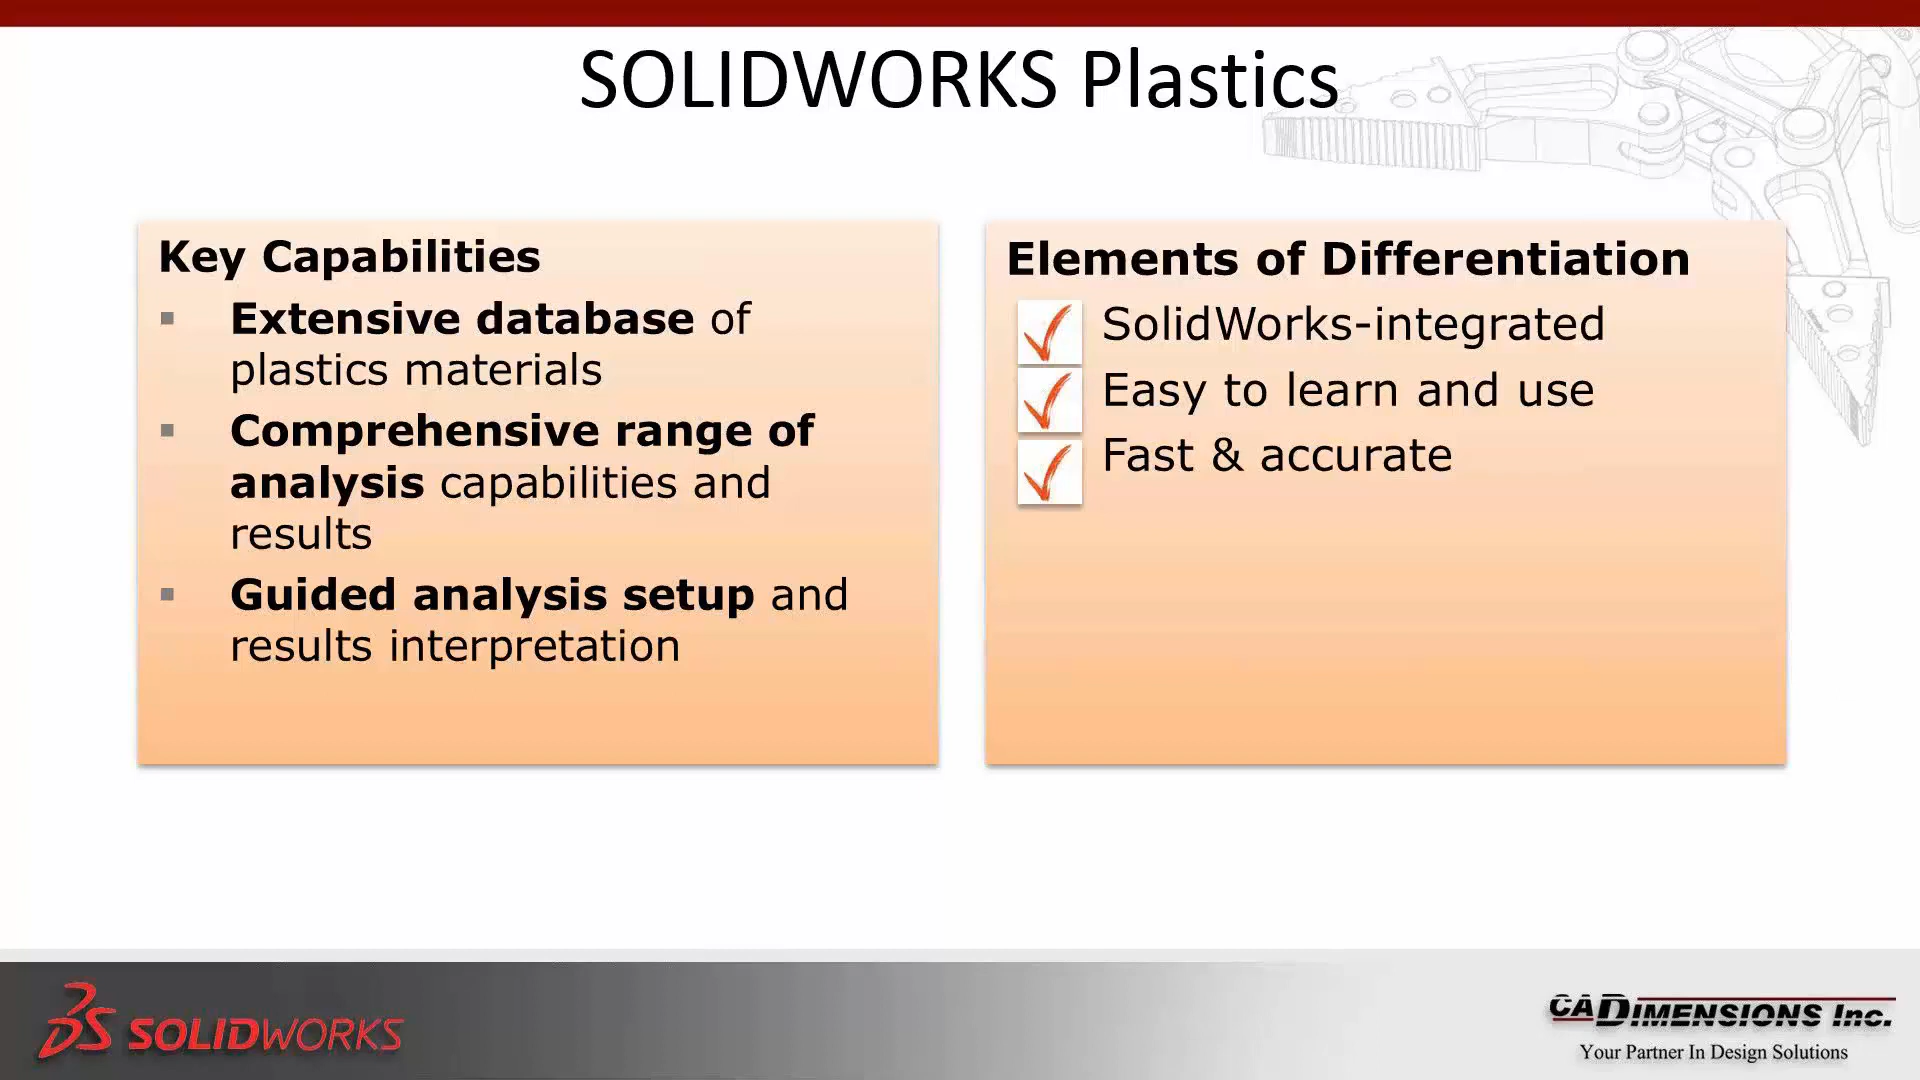 SOLIDWORKS Plastics
Key Capabilities
▪ Extensive database of
plastics materials
▪ Comprehensive range of
analysis capabilities and
results
▪ Guided analysis setup and
results interpretation
Elements of Differentiation
SolidWorks-integrated
Easy to learn and use
Fast & accurate
SOLIDWORKS
CADIMENSIONS Inc.
Your Partner In Design Solutions